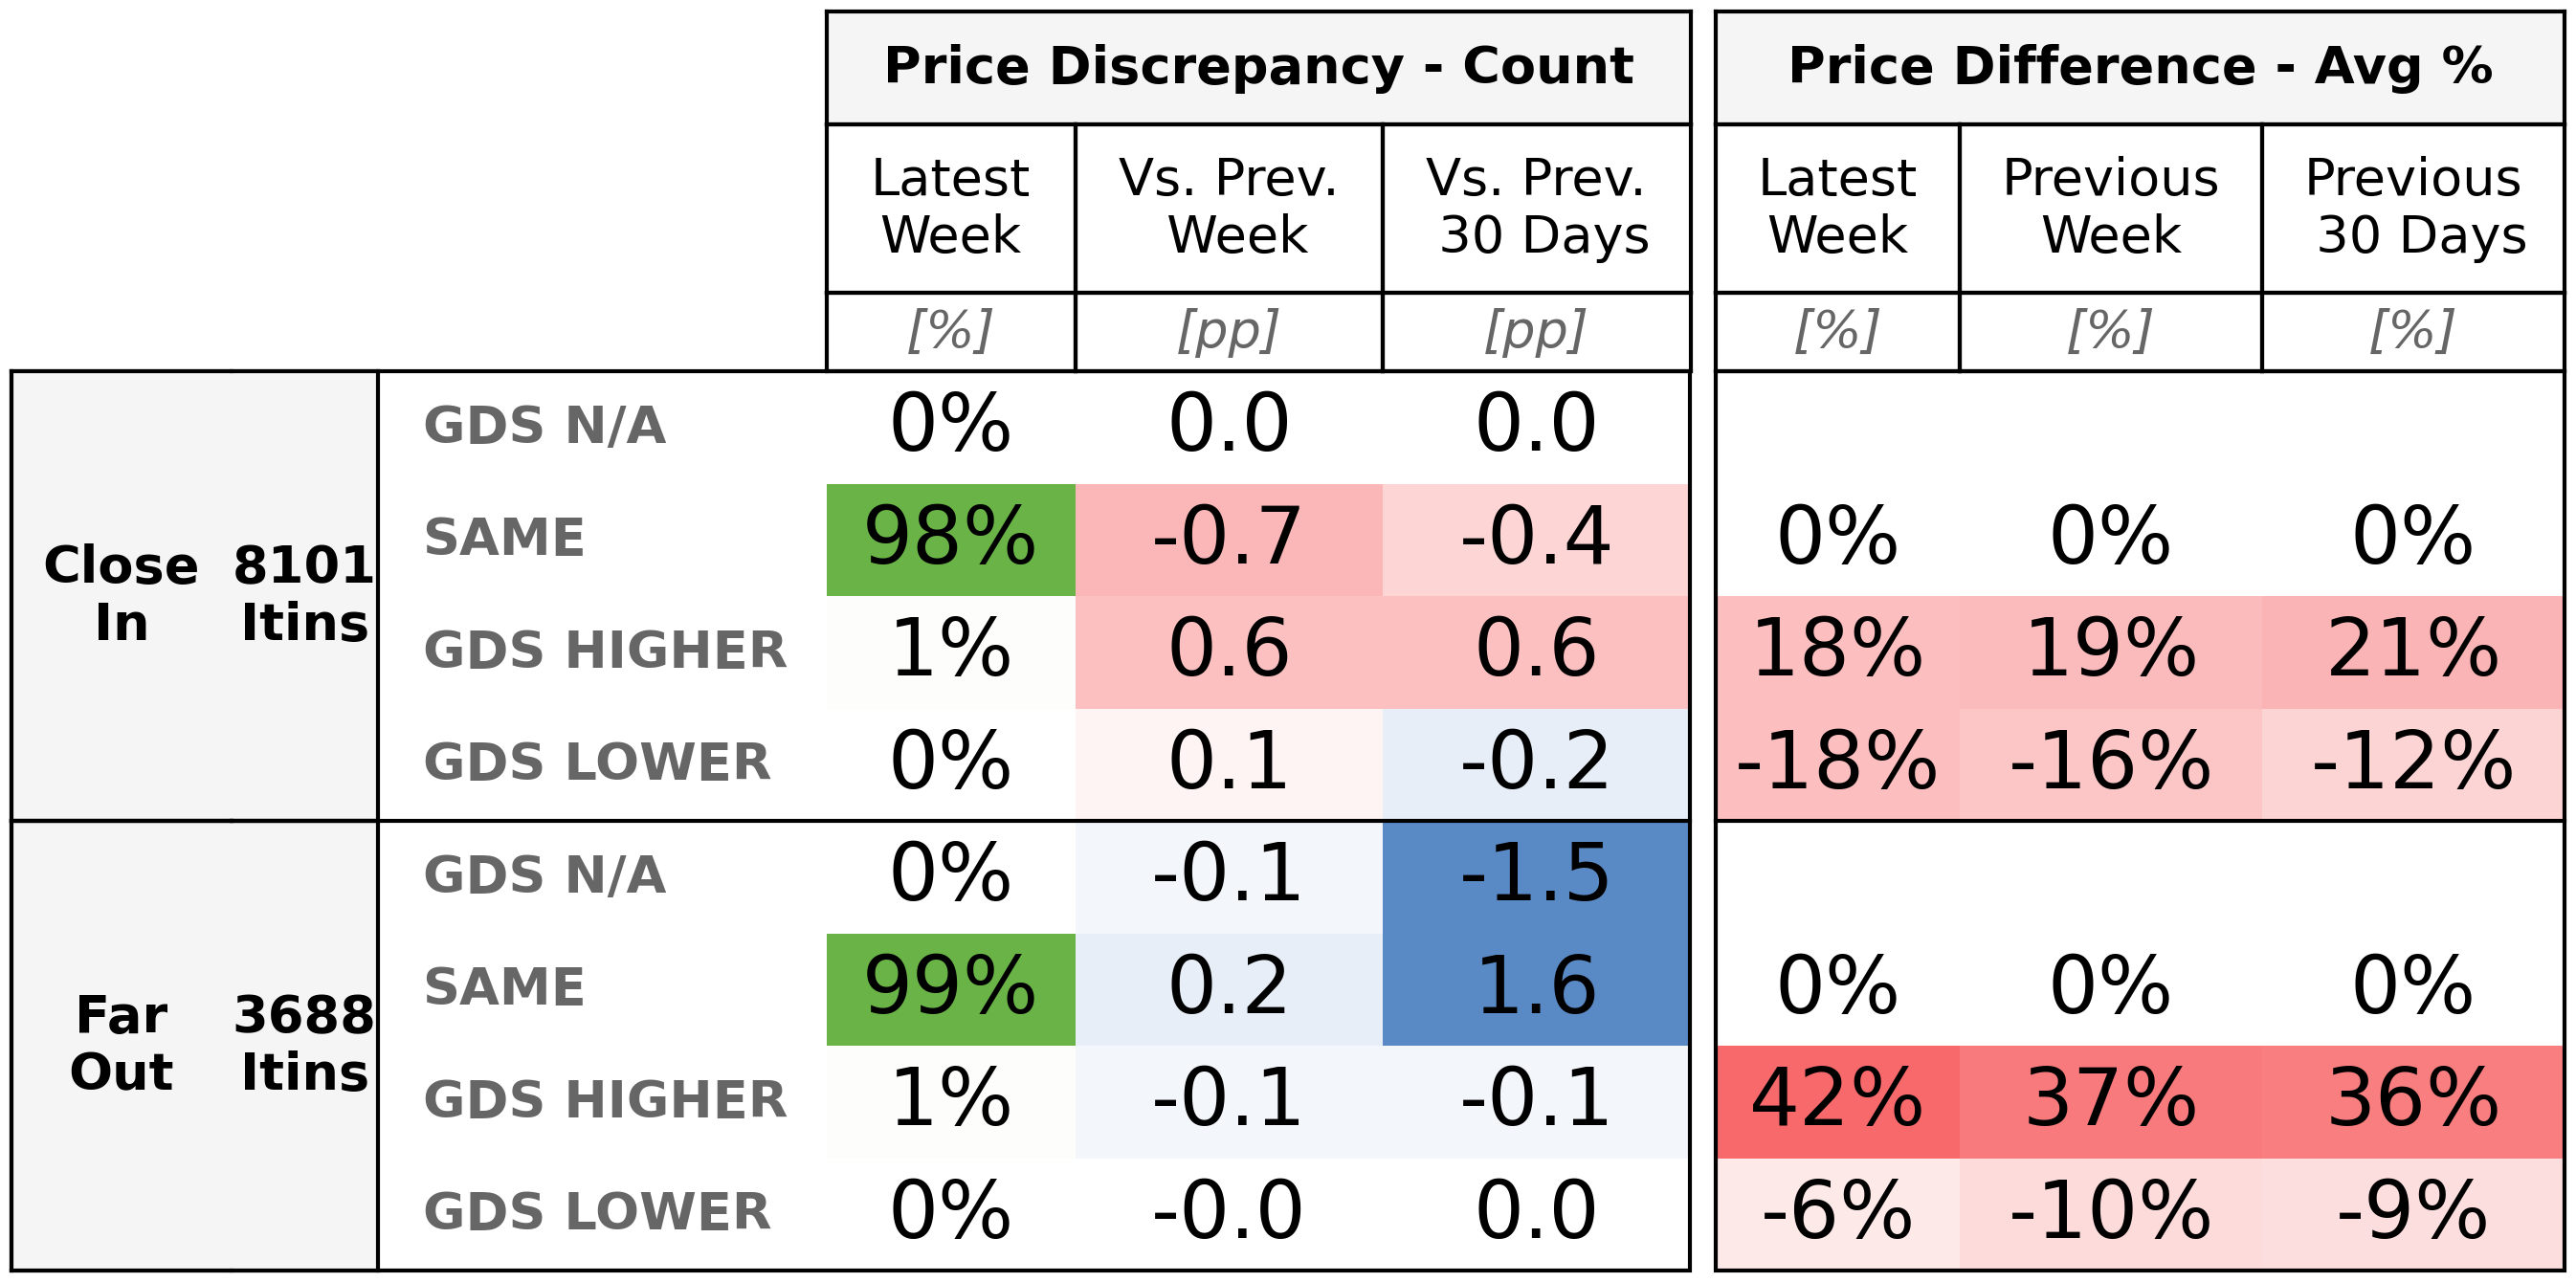 Price Discrepancy - Count Price Difference - Avg %
Latest Week Vs. Prev. Week Vs. Prev. 30 Days Latest Week Previous Week Previous 30 Days
[%] [pp] [pp] [%] [%] [%]
Close In 8101 Itins
GDS N/A 0% 0.0 0.0
SAME 98% -0.7 -0.4 0% 0% 0%
GDS HIGHER 1% 0.6 0.6 18% 19% 21%
GDS LOWER 0% 0.1 -0.2 -18% -16% -12%
Far Out 3688 Itins
GDS N/A 0% -0.1 -1.5
SAME 99% 0.2 1.6 0% 0% 0%
GDS HIGHER 1% -0.1 -0.1 42% 37% 36%
GDS LOWER 0% -0.0 0.0 -6% -10% -9%